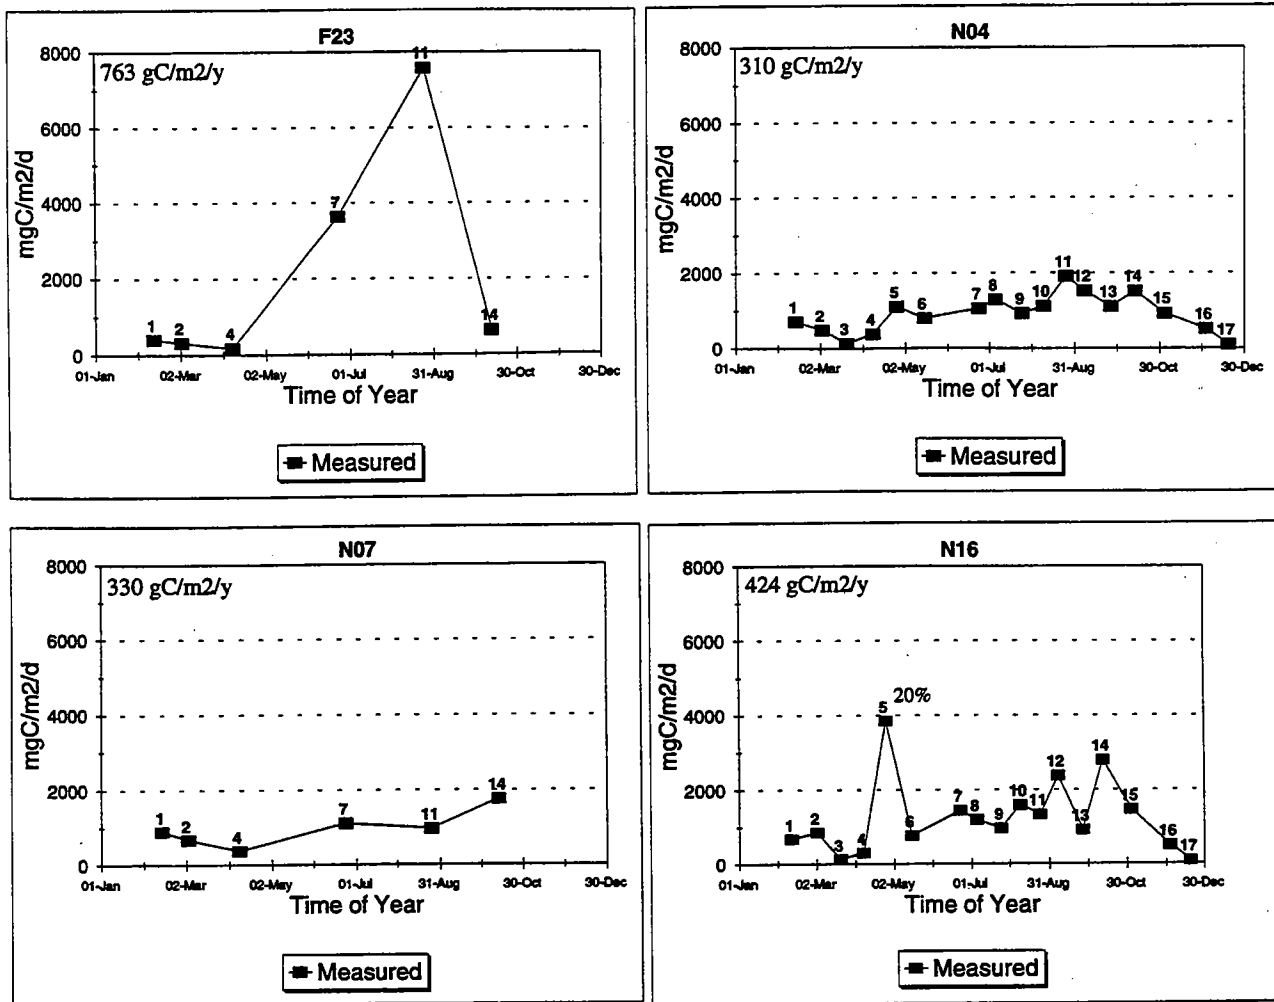 F23
763 gC/m2/y
mgC/m2/d
8000
6000
4000
2000
0
1
2
4
7
11
14
01-Jan 02-Mar 02-May 01-Jul 31-Aug 30-Oct 30-Dec
Time of Year
Measured
N04
310 gC/m2/y
mgC/m2/d
8000
6000
4000
2000
0
1
2
3
4
5
6
7
8
9
10
11
12
13
14
15
16
17
01-Jan 02-Mar 02-May 01-Jul 31-Aug 30-Oct 30-Dec
Time of Year
Measured
N07
330 gC/m2/y
mgC/m2/d
8000
6000
4000
2000
0
1
2
4
7
11
14
01-Jan 02-Mar 02-May 01-Jul 31-Aug 30-Oct 30-Dec
Time of Year
Measured
N16
424 gC/m2/y
mgC/m2/d
8000
6000
4000
2000
0
1
2
3
4
5
20%
6
7
8
9
10
11
12
13
14
15
16
17
01-Jan 02-Mar 02-May 01-Jul 31-Aug 30-Oct 30-Dec
Time of Year
Measured